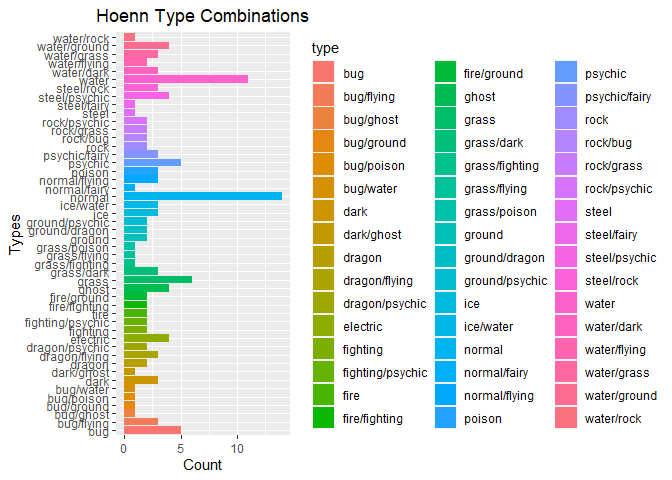 Hoenn Type Combinations
water/rock
water/ground
water/grass
water/flying
water/dark
water
steel/rock
steel/psychic
steel/fairy
steel
rock/psychic
rock/grass
rock/bug
rock
psychic/fairy
psychic
poison
normal/flying
normal/fairy
normal
ice/water
ice
ground/psychic
ground/dragon
ground
grass/poison
grass/flying
grass/fighting
grass/dark
grass
ghost
fire/ground
fire/fighting
fire
fighting/psychic
fighting
electric
dragon/psychic
dragon/flying
dragon
dark/ghost
dark
bug/water
bug/poison
bug/ground
bug/ghost
bug/flying
bug
Types
0 5 10
Count
type
bug
bug/flying
bug/ghost
bug/ground
bug/poison
bug/water
dark
dark/ghost
dragon
dragon/flying
dragon/psychic
electric
fighting
fighting/psychic
fire
fire/fighting
fire/ground
ghost
grass
grass/dark
grass/fighting
grass/flying
grass/poison
ground
ground/dragon
ground/psychic
ice
ice/water
normal
normal/fairy
normal/flying
poison
psychic
psychic/fairy
rock
rock/bug
rock/grass
rock/psychic
steel
steel/fairy
steel/psychic
steel/rock
water
water/dark
water/flying
water/grass
water/ground
water/rock